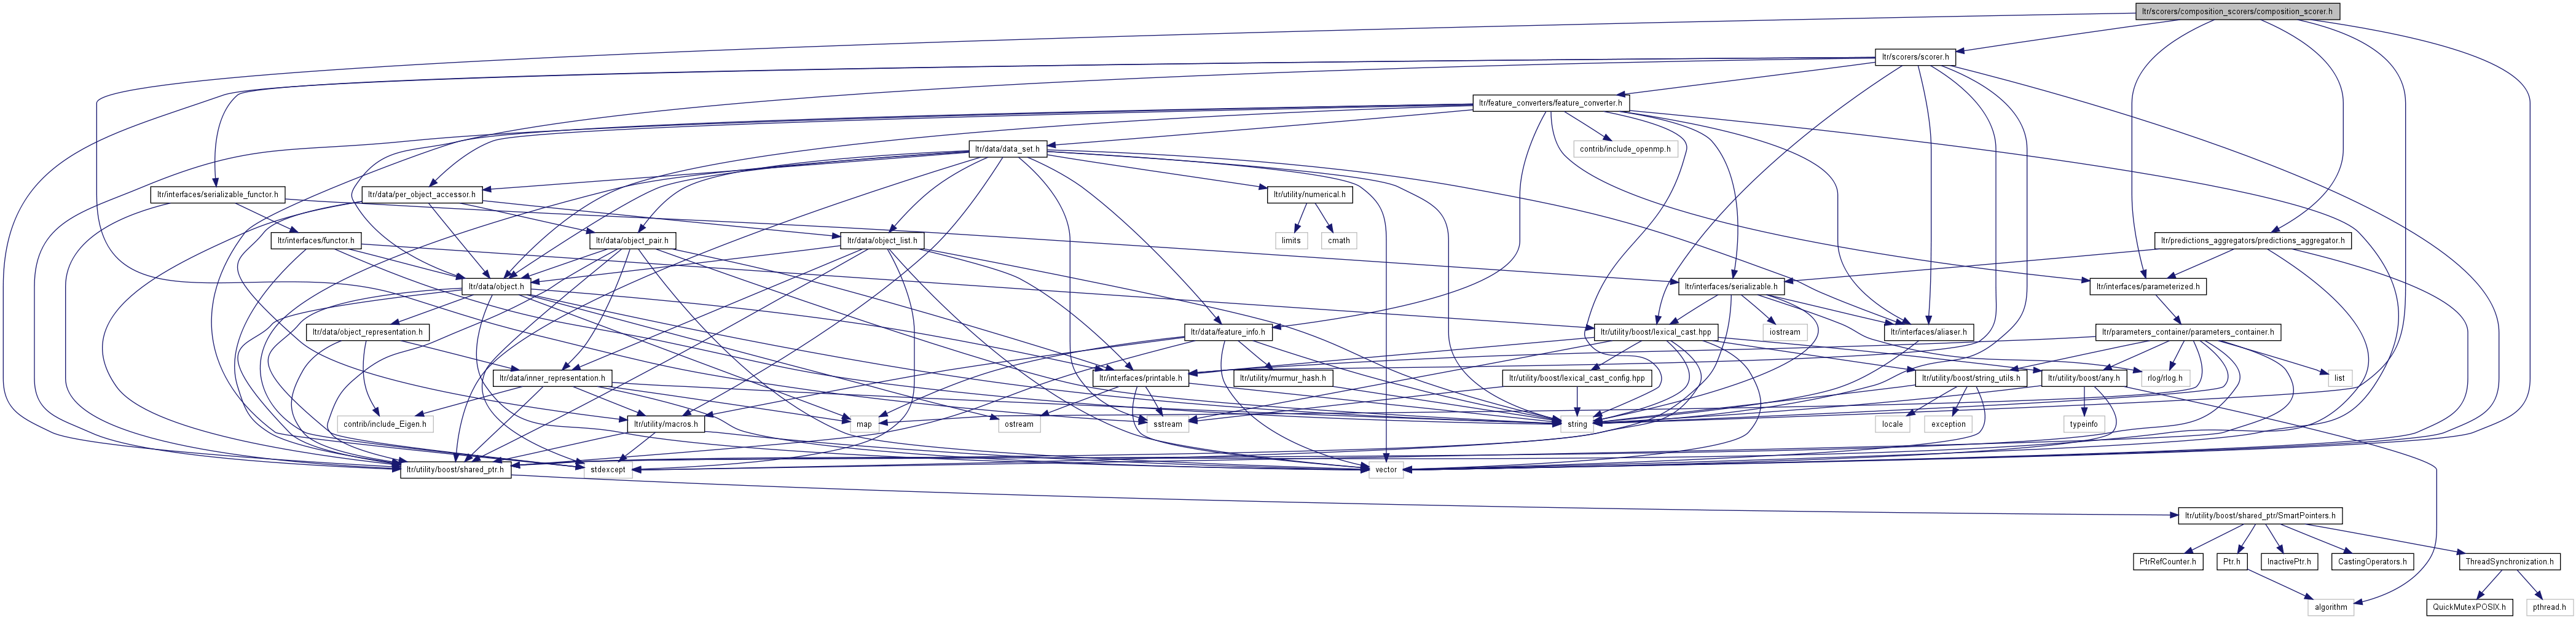 ltr/scorers/composition_scorers/composition_scorer.h
ltr/scorers/scorer.h
ltr/feature_converters/feature_converter.h
ltr/data/data_set.h
contrib/include_openmp.h
ltr/interfaces/serializable_functor.h
ltr/data/per_object_accessor.h
ltr/utility/numerical.h
ltr/interfaces/functor.h
ltr/data/object_pair.h
ltr/data/object_list.h
limits
cmath
ltr/predictions_aggregators/predictions_aggregator.h
ltr/data/object.h
ltr/interfaces/serializable.h
ltr/interfaces/parameterized.h
ltr/data/object_representation.h
ltr/data/feature_info.h
ltr/utility/boost/lexical_cast.hpp
iostream
ltr/interfaces/aliaser.h
ltr/parameters_container/parameters_container.h
ltr/data/inner_representation.h
ltr/interfaces/printable.h
ltr/utility/murmur_hash.h
ltr/utility/boost/lexical_cast_config.hpp
ltr/utility/boost/string_utils.h
ltr/utility/boost/any.h
rlog/rlog.h
list
contrib/include_Eigen.h
ltr/utility/macros.h
map
ostream
sstream
string
locale
exception
typeinfo
ltr/utility/boost/shared_ptr.h
stdexcept
vector
ltr/utility/boost/shared_ptr/SmartPointers.h
PtrRefCounter.h
Ptr.h
InactivePtr.h
CastingOperators.h
ThreadSynchronization.h
algorithm
QuickMutexPOSIX.h
pthread.h